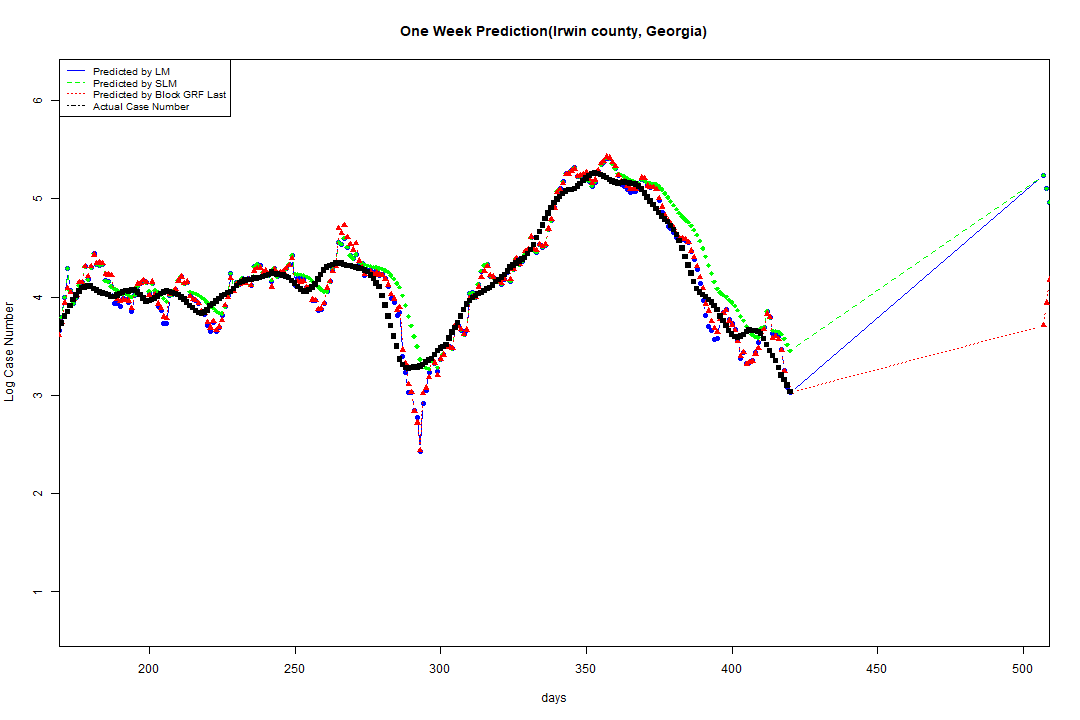 One Week Prediction(Irwin county, Georgia)
Predicted by LM
Predicted by SLM
Predicted by Block GRF Last
Actual Case Number
6
5
4
3
2
1
Log Case Number
200 250 300 350 400 450 500
days